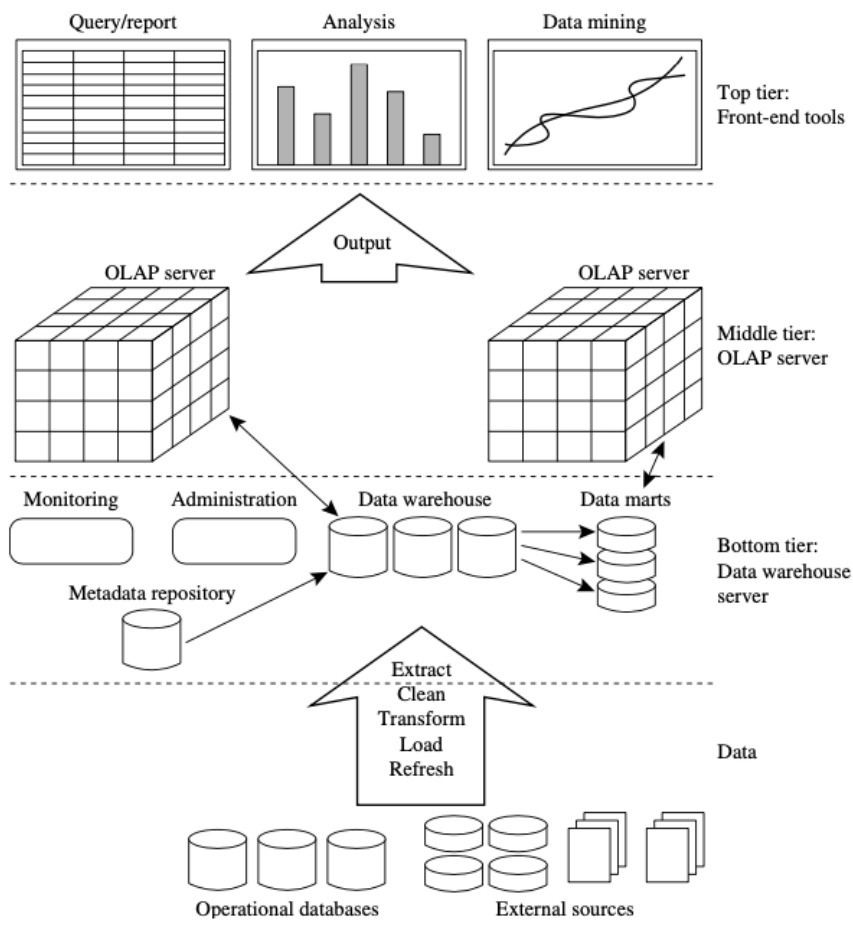 Query/report
Analysis
Data mining
Top tier:
Front-end tools
Output
OLAP server
OLAP server
Middle tier:
OLAP server
Monitoring
Administration
Data warehouse
Data marts
Bottom tier:
Data warehouse
server
Metadata repository
Extract
Clean
Transform
Load
Refresh
Data
Operational databases
External sources